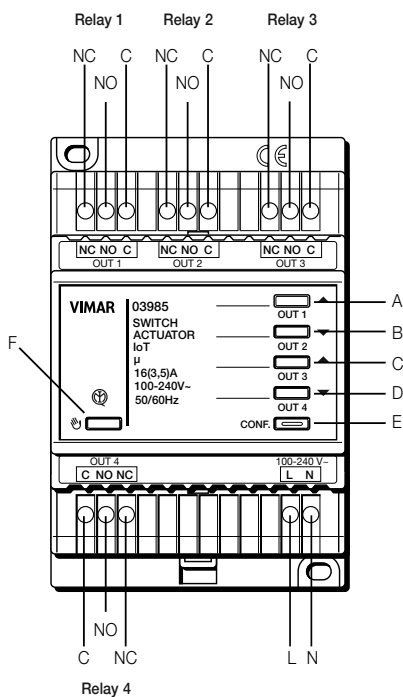 Relay 1 Relay 2 Relay 3
NC C NC C NC C
NO NO NO
CE
NC NO C NC NO C NC NO C
OUT 1 OUT 2 OUT 3
VIMAR 03985
SWITCH
ACTUATOR
IoT
µ
16(3,5)A
100-240V~
50/60Hz
OUT 1 A
OUT 2 B
OUT 3 C
OUT 4 D
CONF. E
F
OUT 4 100-240 V~
C NO NC L N
NO
C NC L N
Relay 4